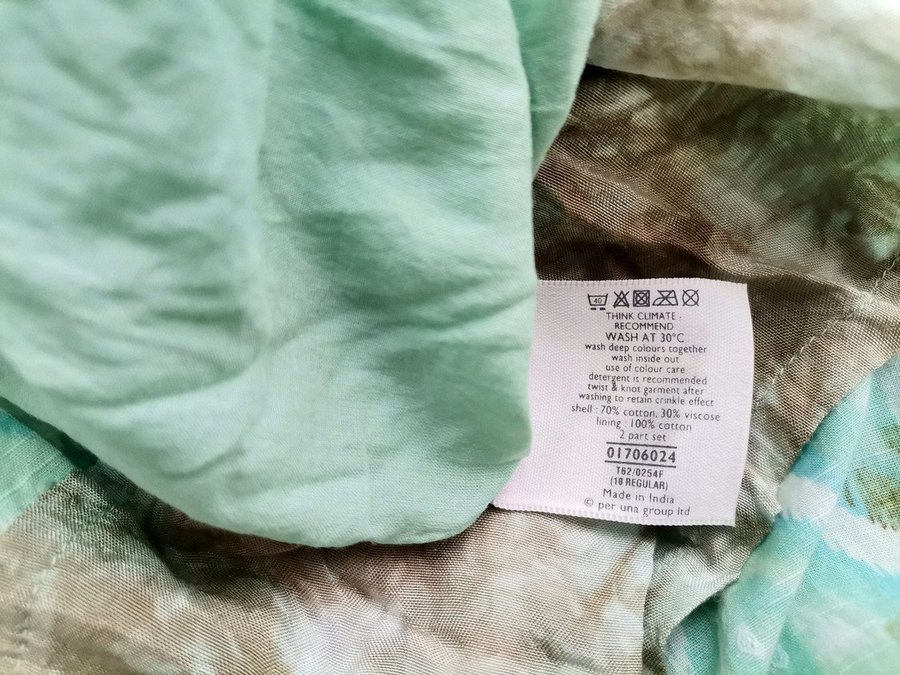 40
THINK CLIMATE -
RECOMMEND
WASH AT 30°C
wash deep colours together
wash inside out
use of colour care
detergent is recommended
twist & knot garment after
washing to retain crinkle effect
shell : 70% cotton, 30% viscose
lining : 100% cotton
2 part set
01706024
T62/0254F
(18 REGULAR)
Made in India
© per una group ltd